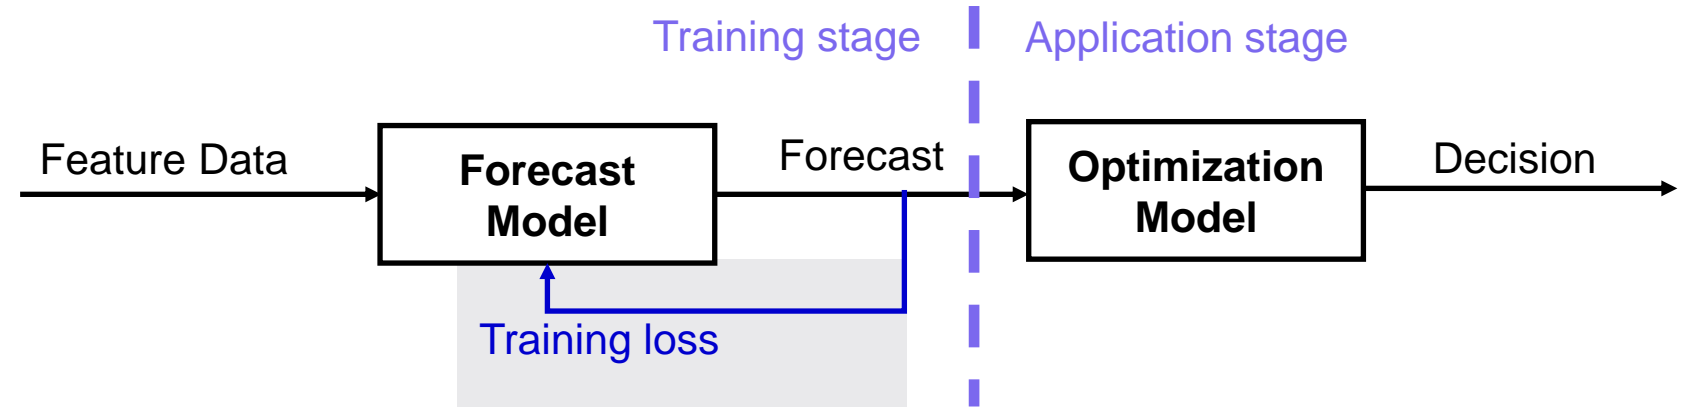 Training stage
Application stage
Feature Data
Forecast
Model
Forecast
Optimization
Model
Decision
Training loss